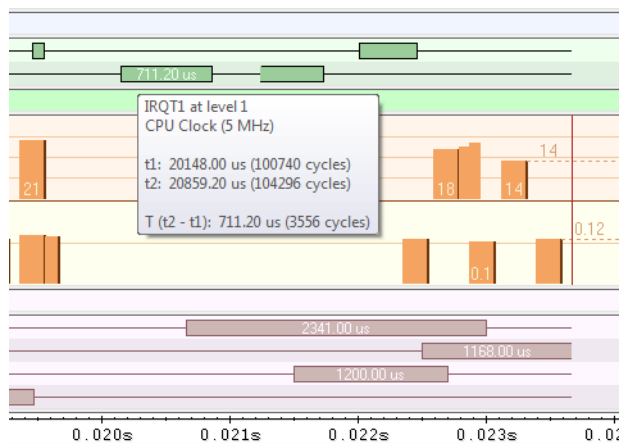 711.20 us
IRQT1 at level 1
CPU Clock (5 MHz)
t1: 20148.00 us (100740 cycles)
t2: 20859.20 us (104296 cycles)
T (t2 - t1): 711.20 us (3556 cycles)
14
21
18
14
0.12
0.1
2341.00 us
1168.00 us
1200.00 us
0.020s 0.021s 0.022s 0.023s